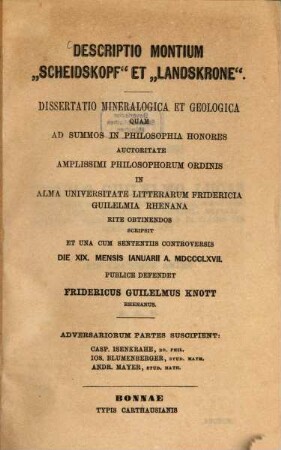 DESCRIPTIO MONTIUM
„SCHEIDSKOPF“ ET „LANDSKRONE“.
DISSERTATIO MINERALOGICA ET GEOLOGICA
QUAM
AD SUMMOS IN PHILOSOPHIA HONORES
AUCTORITATE
AMPLISSIMI PHILOSOPHORUM ORDINIS
IN
ALMA UNIVERSITATE LITTERARUM FRIDERICIA
GUILELMIA RHENANA
RITE OBTINENDOS
SCRIPSIT
ET UNA CUM SENTENTIIS CONTROVERSIS
DIE XIX. MENSIS IANUARII A. MDCCCLXVII.
PUBLICE DEFENDET
FRIDERICUS GUILELMUS KNOTT
RHENANUS.
ADVERSARIORUM PARTES SUSCIPIENT:
CASP. ISENKRAHE, DD. PHIL.
IOS. BLUMENBERGER, STUD. MATH.
ANDR. MAYER, STUD. MATH.
BONNAE
TYPIS CARTHAUSIANIS